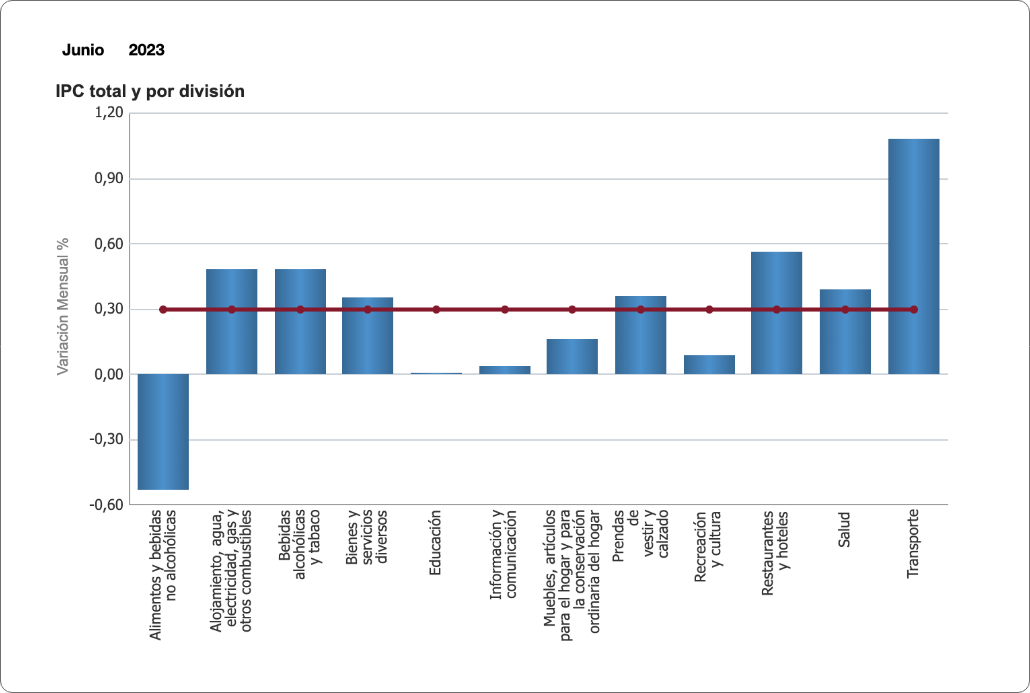 Junio 2023
IPC total y por división
1,20
0,90
0,60
0,30
0,00
-0,30
-0,60
Variación Mensual %
Alimentos y bebidas
no alcohólicas
Alojamiento, agua,
electricidad, gas y
otros combustibles
Bebidas
alcohólicas
y tabaco
Bienes y
servicios
diversos
Educación
Información y
comunicación
Muebles, artículos
para el hogar y para
la conservación
ordinaria del hogar
Prendas
de
vestir y
calzado
Recreación
y cultura
Restaurantes
y hoteles
Salud
Transporte